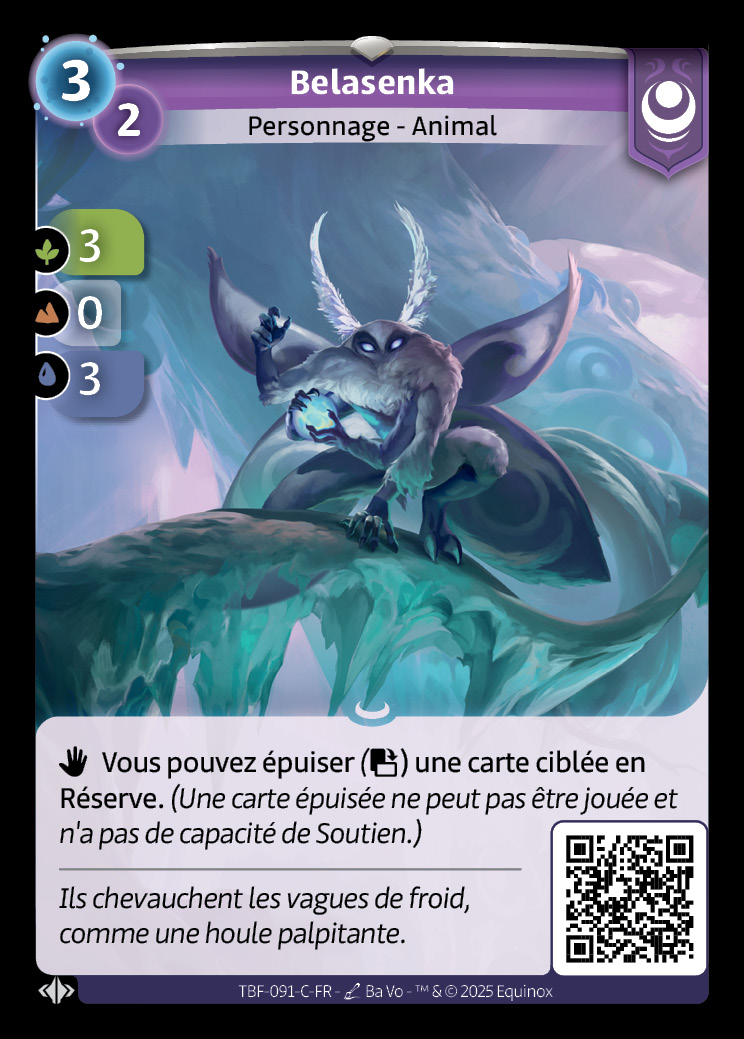 3
Belasenka
2
Personnage - Animal
3
0
3
Vous pouvez épuiser () une carte ciblée en
Réserve. (Une carte épuisée ne peut pas être jouée et
n'a pas de capacité de Soutien.)
Ils chevauchent les vagues de froid,
comme une houle palpitante.
TBF-091-C-FR - Ba Vo - ™ & © 2025 Equinox